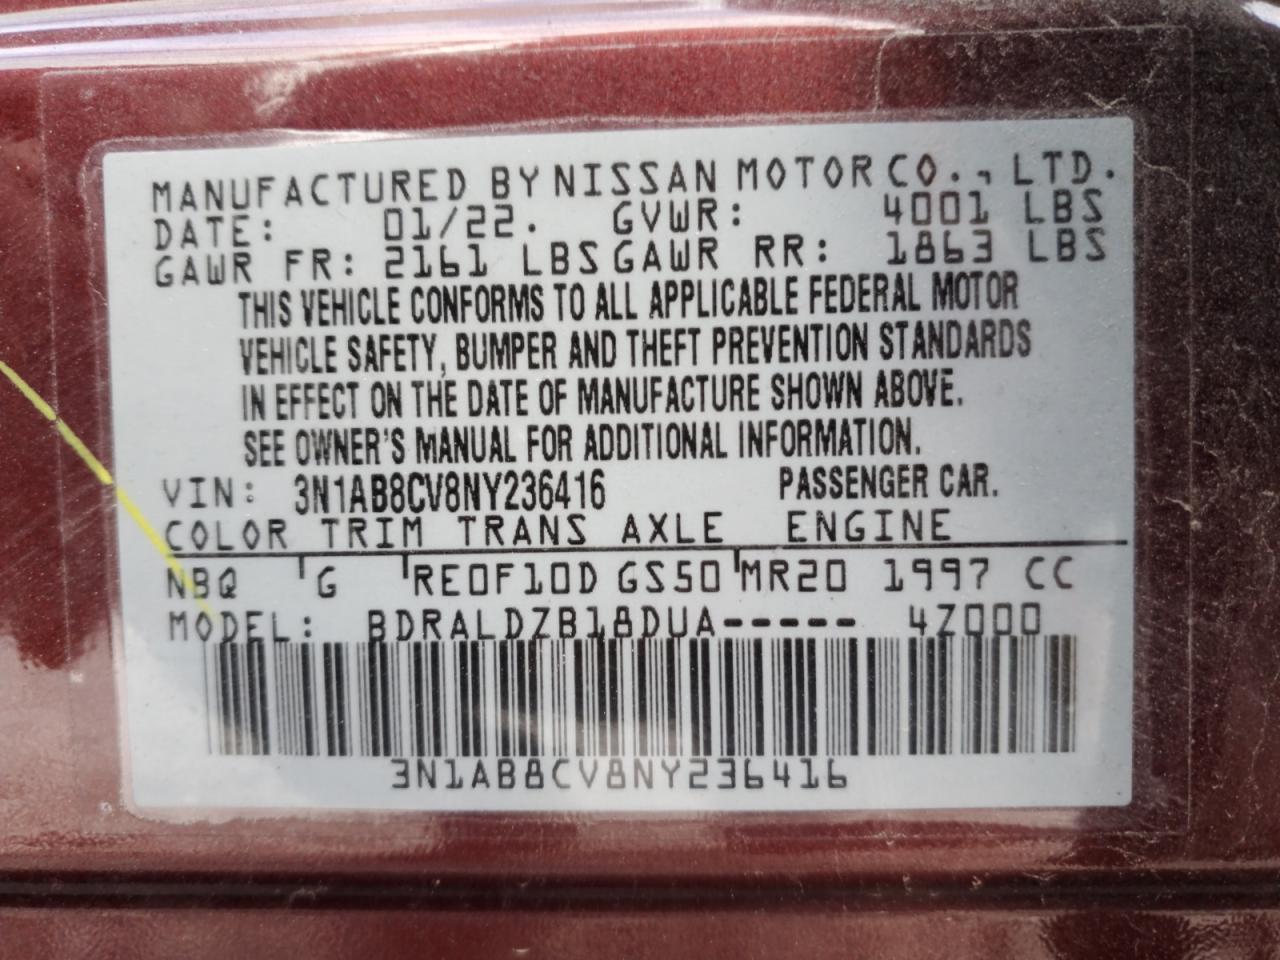 MANUFACTURED BY NISSAN MOTOR CO., LTD.
DATE: 01/22. GVWR: 4001 LBS
GAWR FR: 2161 LBS GAWR RR: 1863 LBS
THIS VEHICLE CONFORMS TO ALL APPLICABLE FEDERAL MOTOR
VEHICLE SAFETY, BUMPER AND THEFT PREVENTION STANDARDS
IN EFFECT ON THE DATE OF MANUFACTURE SHOWN ABOVE.
SEE OWNER'S MANUAL FOR ADDITIONAL INFORMATION.
VIN: 3N1AB8CV8NY236416 PASSENGER CAR.
COLOR TRIM TRANS AXLE ENGINE
NBQ G RE0F10D GS50 MR20 1997 CC
MODEL: BDRALDZB18DUA----- 4Z000
3N1AB8CV8NY236416